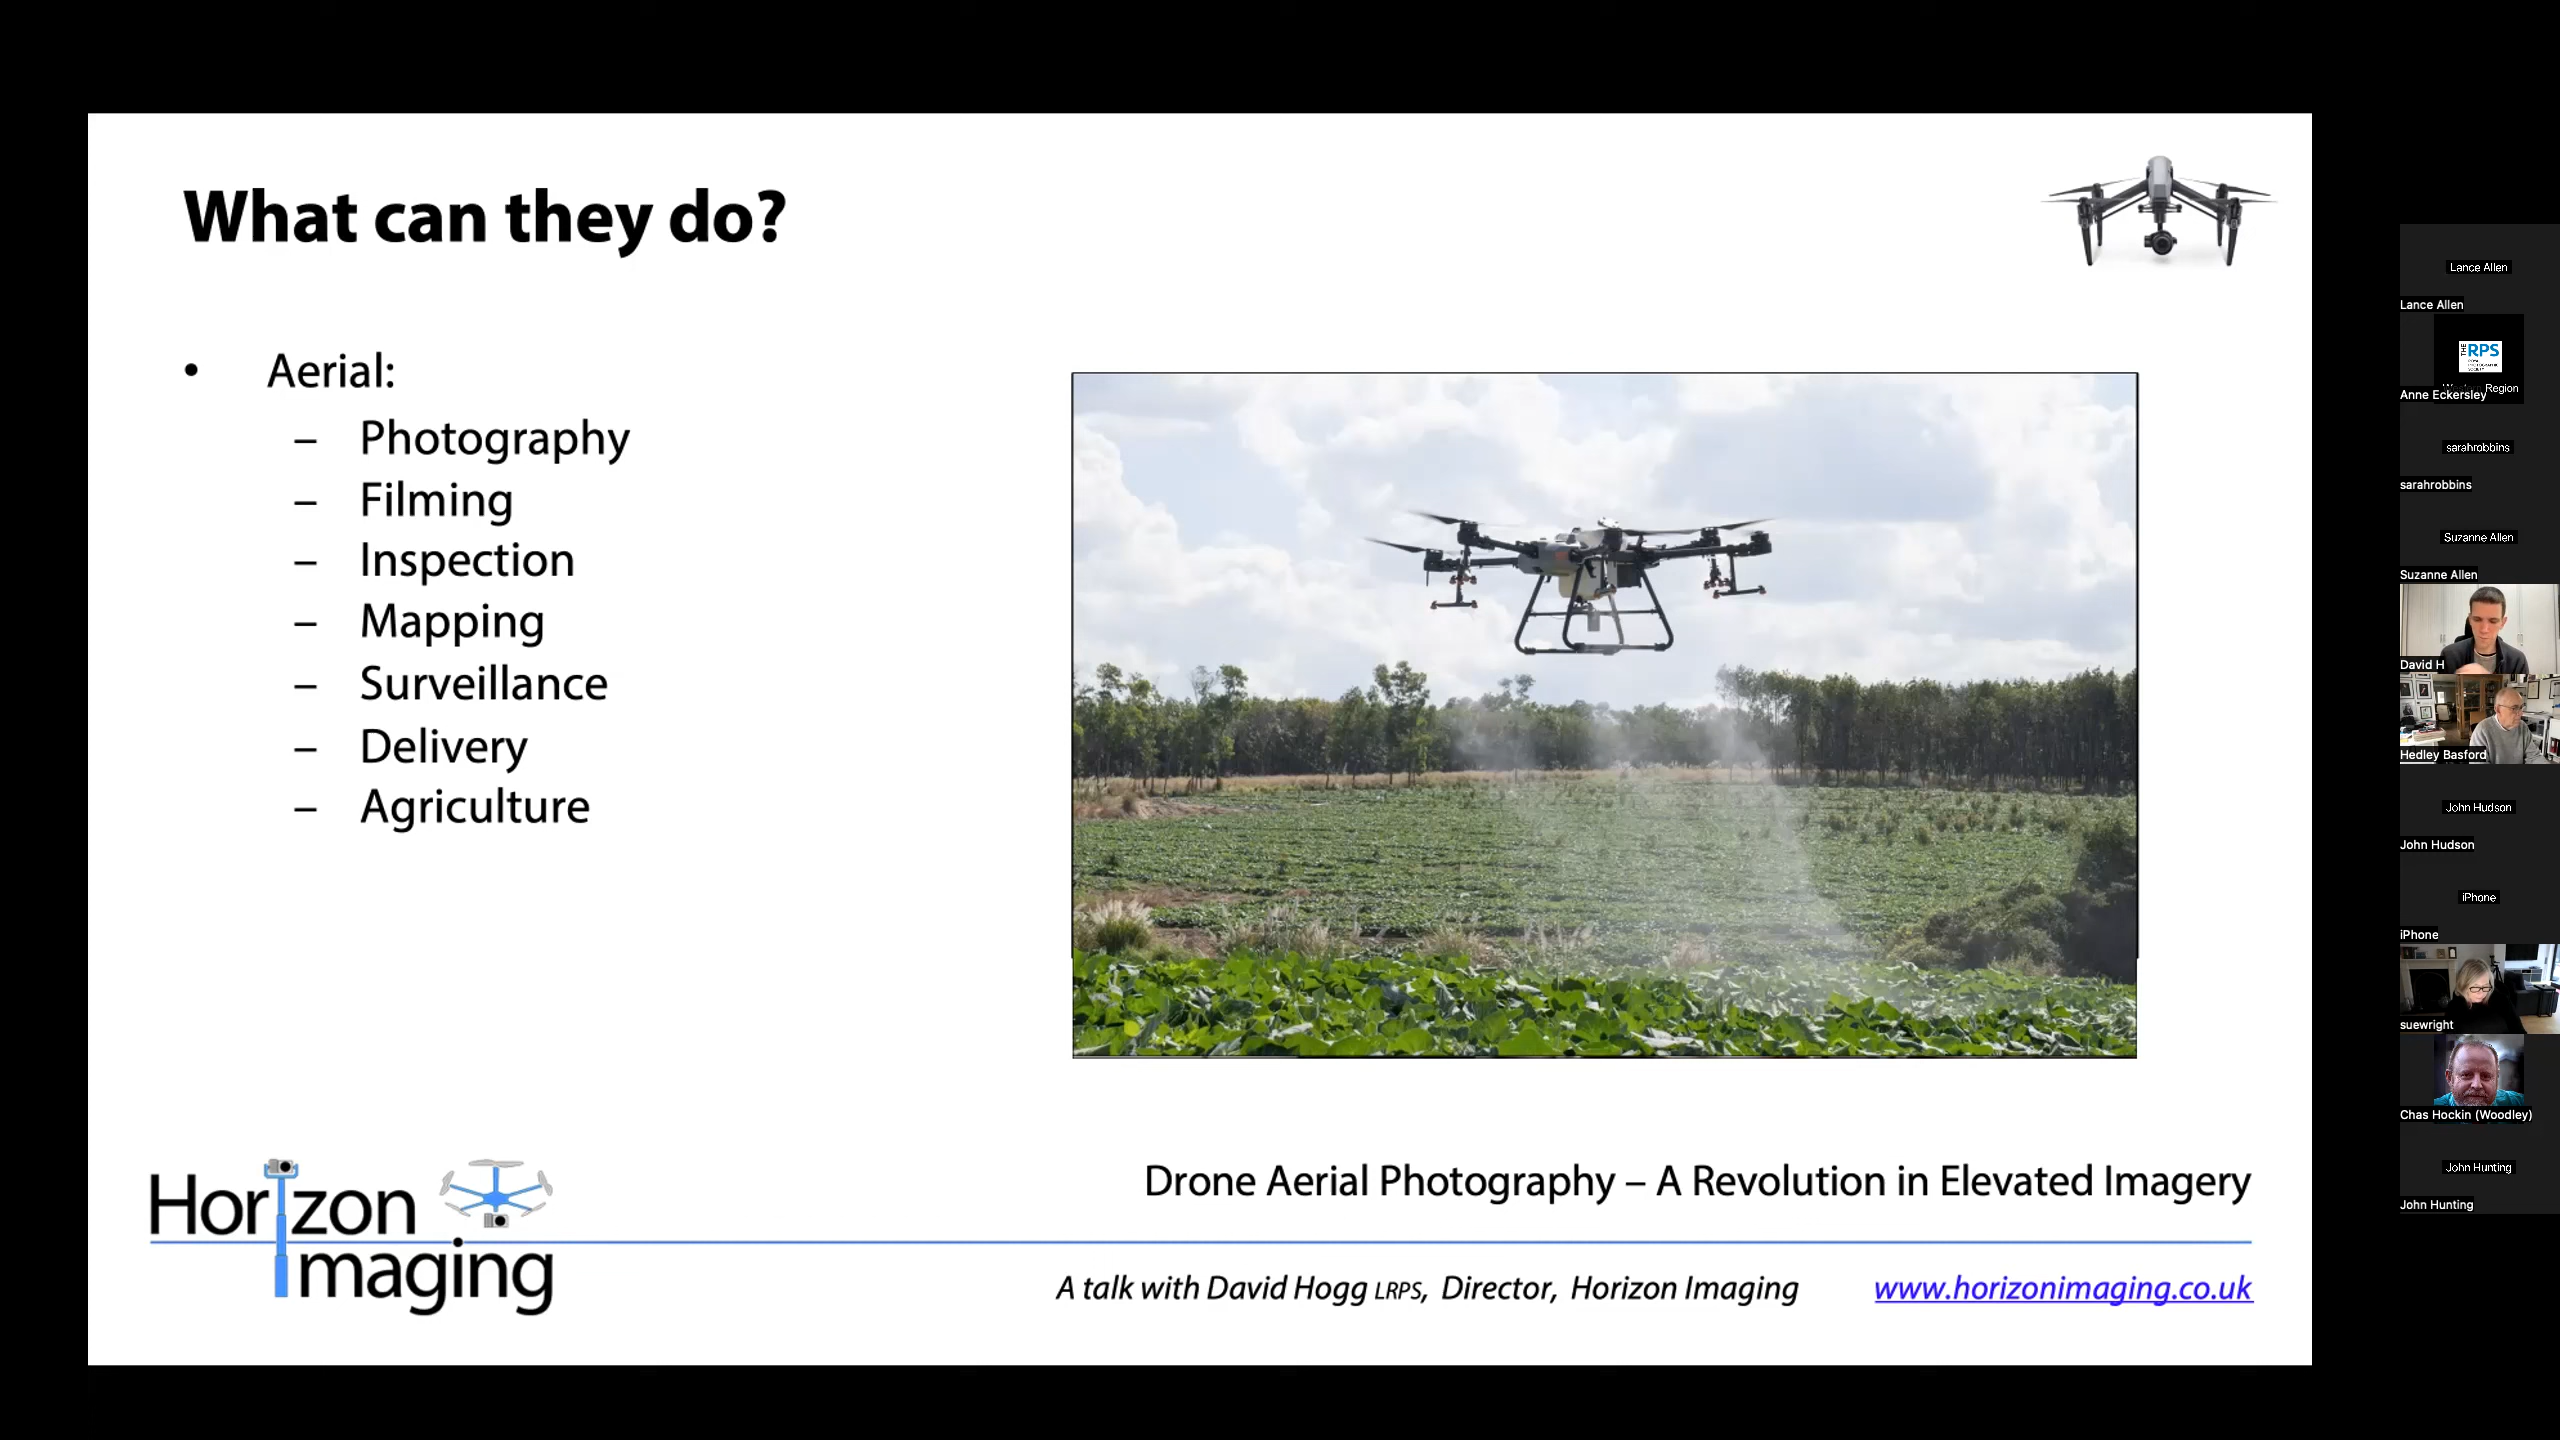 What can they do?
• Aerial:
– Photography
– Filming
– Inspection
– Mapping
– Surveillance
– Delivery
– Agriculture
Horizon
Imaging
Drone Aerial Photography – A Revolution in Elevated Imagery
A talk with David Hogg LRPS, Director, Horizon Imaging
www.horizonimaging.co.uk
Lance Allen
Lance Allen
THE RPS
Region
Anne Eckersley
sarahrobbins
sarahrobbins
Suzanne Allen
Suzanne Allen
David H
Hedley Basford
John Hudson
John Hudson
iPhone
iPhone
suewright
Chas Hockin (Woodley)
John Hunting
John Hunting